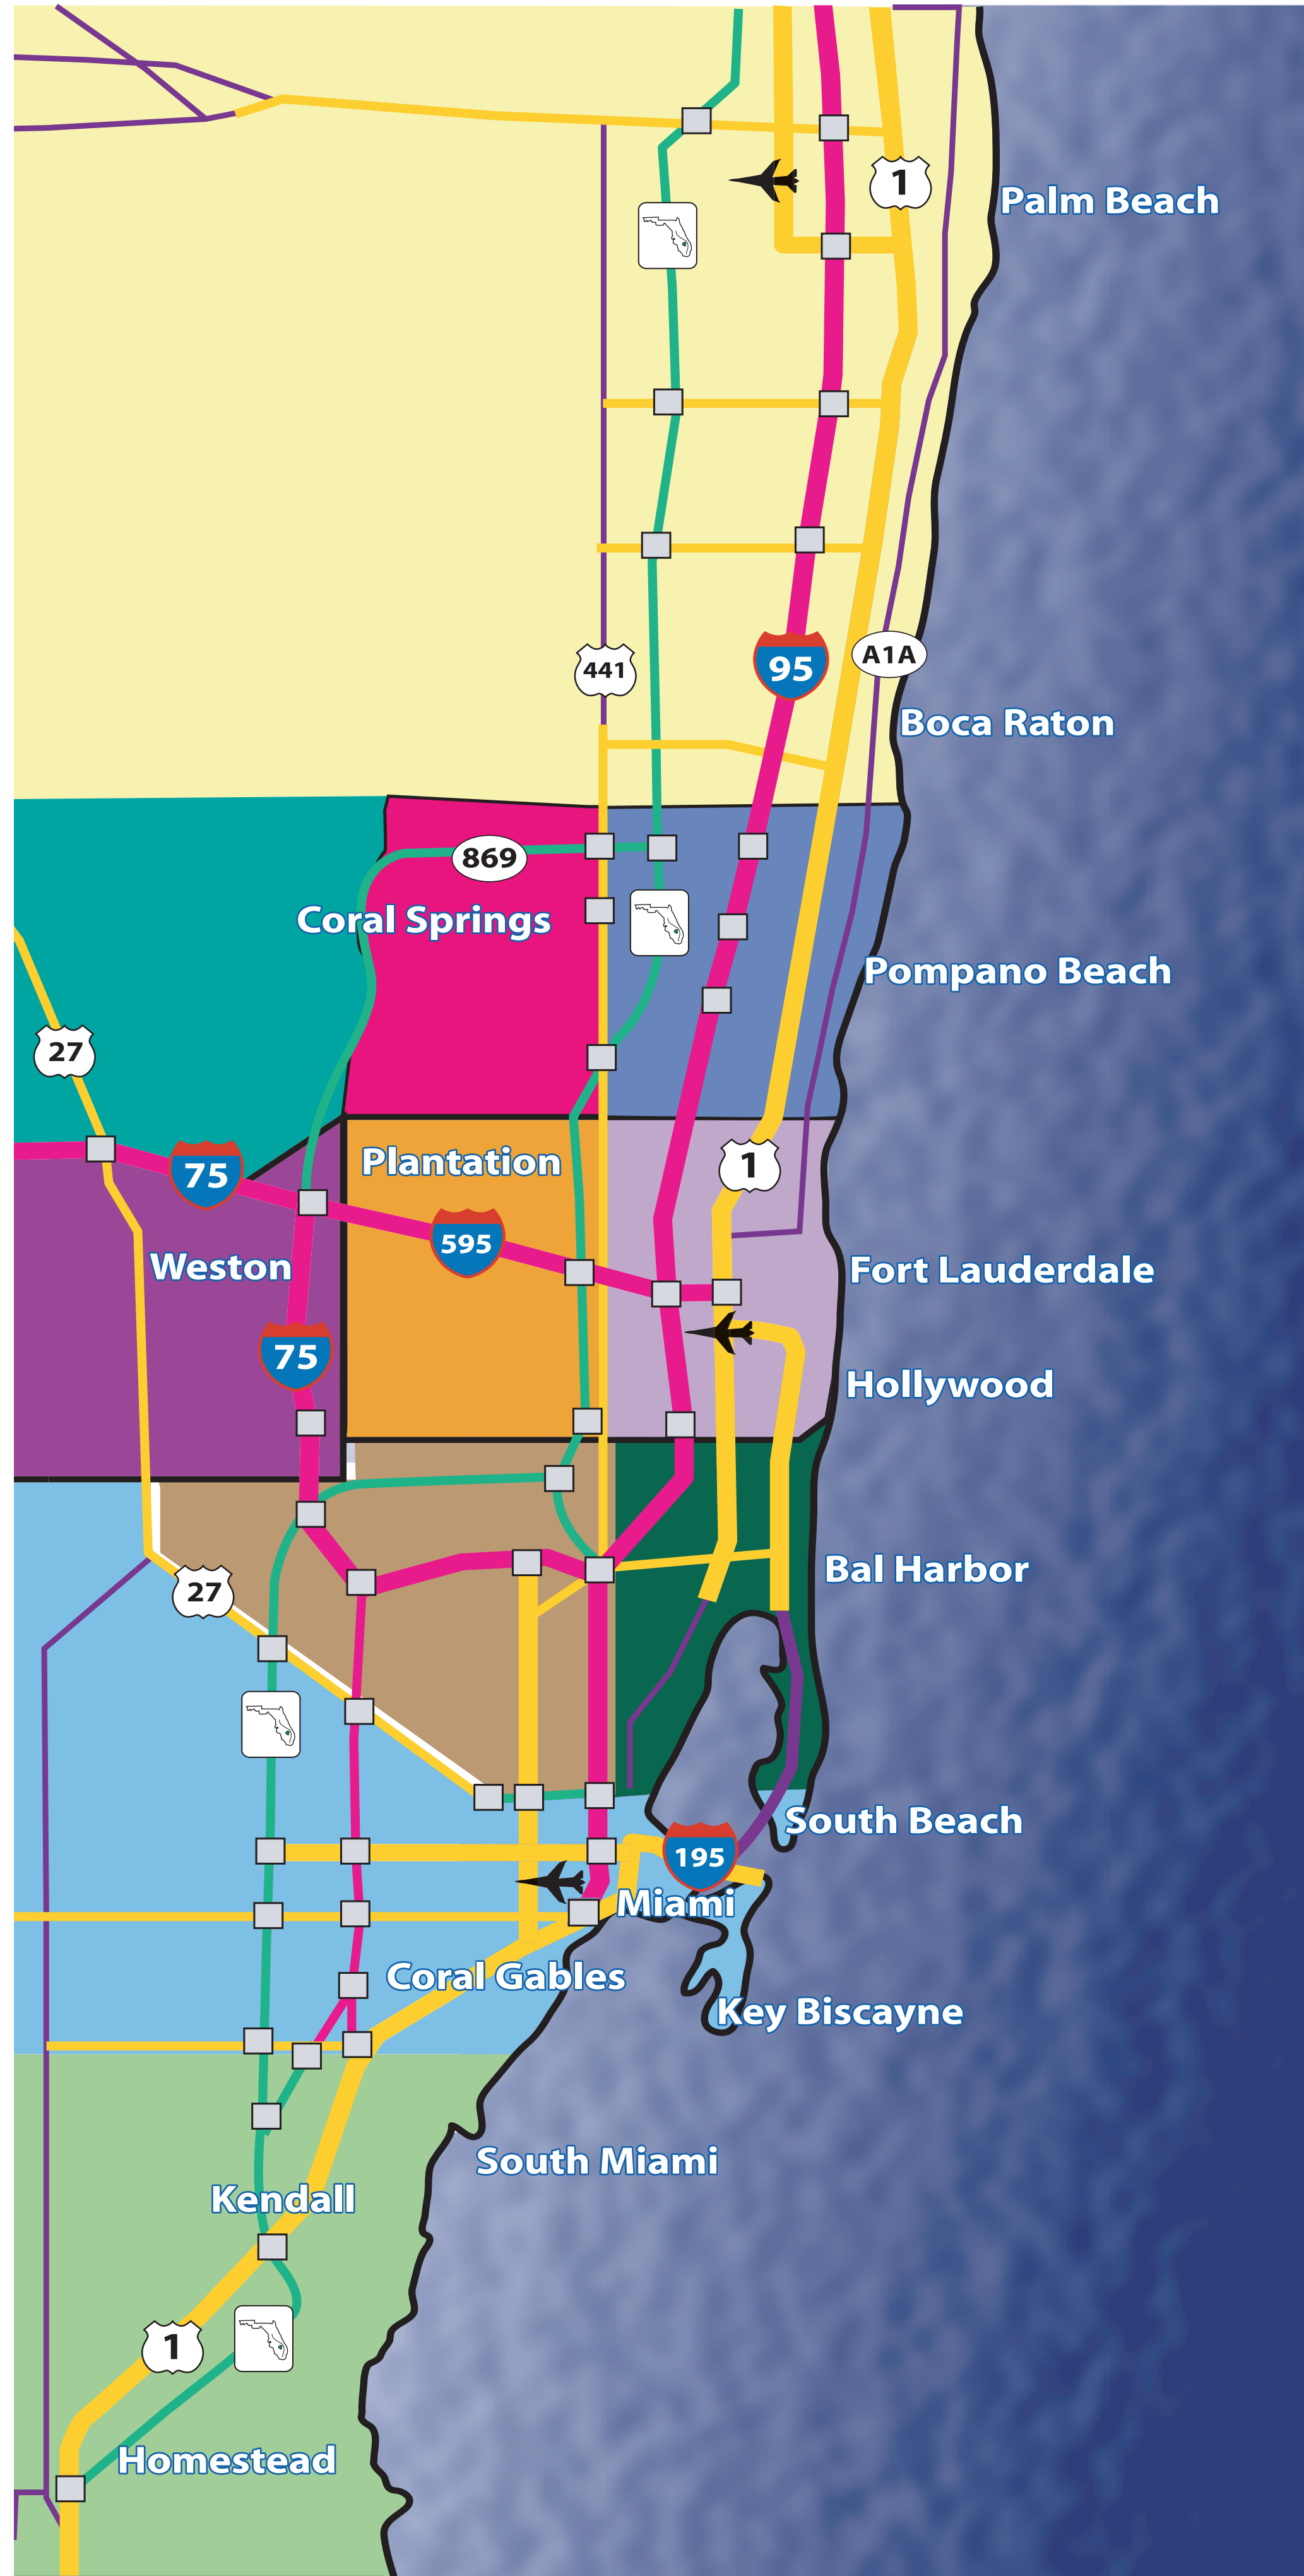 1
Palm Beach
441
95
A1A
Boca Raton
869
Coral Springs
Pompano Beach
27
1
Plantation
75
595
Weston
Fort Lauderdale
75
Hollywood
Bal Harbor
27
South Beach
195
Miami
Coral Gables
Key Biscayne
South Miami
Kendall
1
Homestead